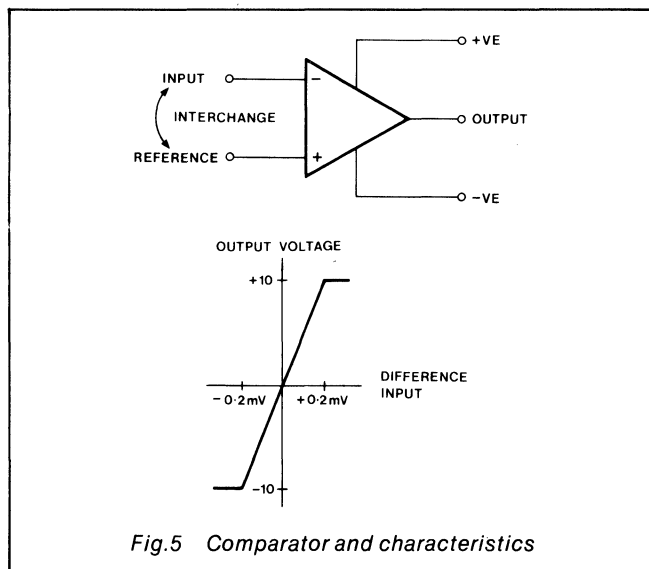 +VE
INPUT
−
INTERCHANGE
OUTPUT
REFERENCE
+
−VE
OUTPUT VOLTAGE
+10
DIFFERENCE
INPUT
−0·2mV
+0·2mV
−10
Fig.5 Comparator and characteristics